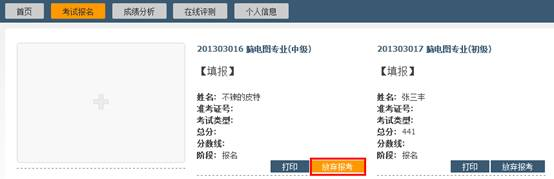 首页 考试报名 成绩分析 在线评测 个人信息
201303016 脑电图专业(中级)
【填报】
姓名: 不辣的皮特
准考证号:
考试类型:
总分:
分数线:
阶段: 报名
打印 放弃报考
201303017 脑电图专业(初级)
【填报】
姓名: 张三丰
准考证号:
考试类型:
总分: 441
分数线:
阶段: 报名
打印 放弃报考